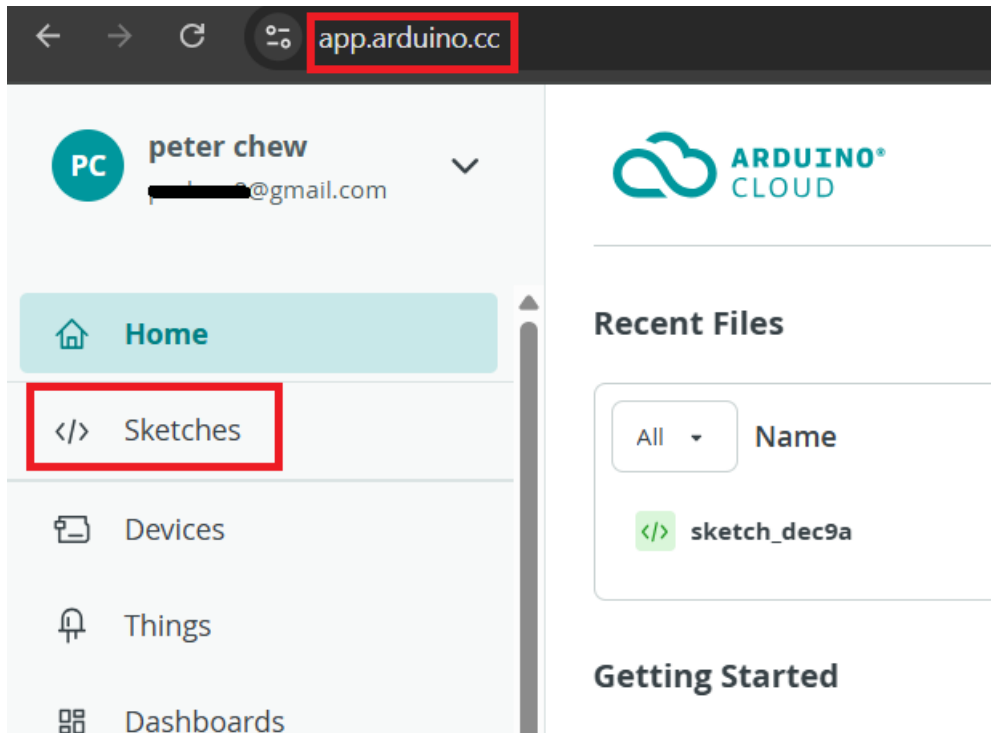 app.arduino.cc
PC
peter chew
@gmail.com
Home
</> Sketches
Devices
Things
Dashboards
ARDUINO®
CLOUD
Recent Files
All Name
</> sketch_dec9a
Getting Started